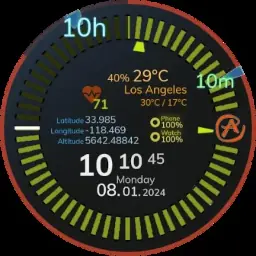 10h
40% 29°C
10m
Los Angeles
71
30°C / 17°C
Latitude 33.985
Phone 100%
Longitude -118.469
Watch 100%
Altitude 5642.48842
10 10 45
Monday
08.01.2024